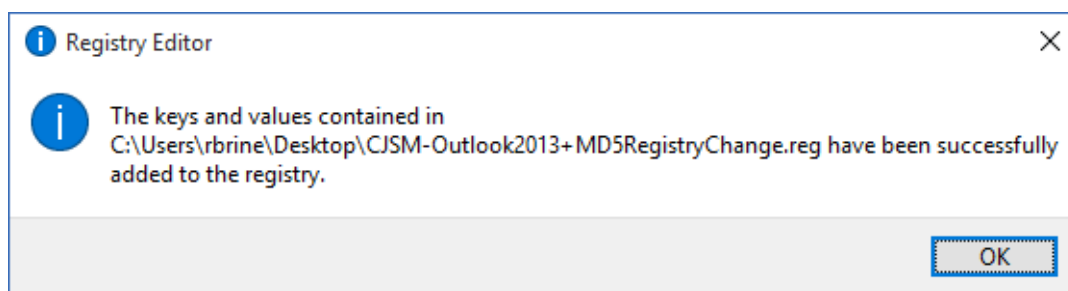 Registry Editor
The keys and values contained in
C:\Users\rbrine\Desktop\CJSM-Outlook2013+MD5RegistryChange.reg have been successfully
added to the registry.
OK